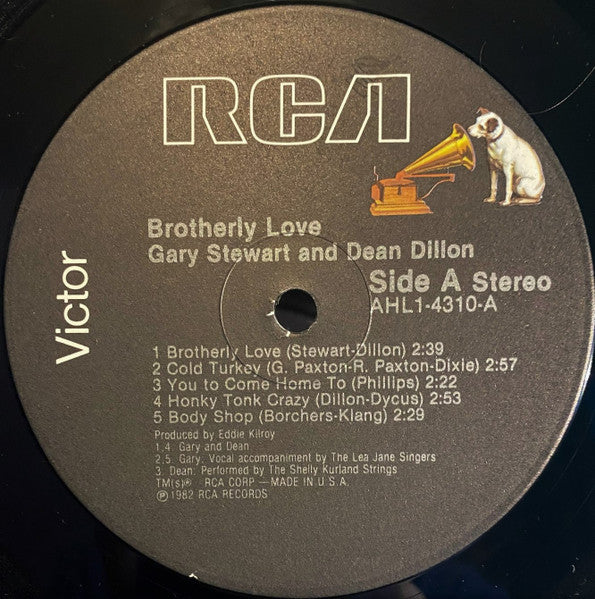 RCA
Victor
Brotherly Love
Gary Stewart and Dean Dillon
Side A Stereo
AHL1-4310-A
1 Brotherly Love (Stewart-Dillon) 2:39
2 Cold Turkey (G. Paxton-R. Paxton-Dixie) 2:57
3 You to Come Home To (Phillips) 2:22
4 Honky Tonk Crazy (Dillon-Dycus) 2:53
5 Body Shop (Borchers-Klang) 2:29
Produced by Eddie Kilroy
1,4. Gary and Dean
2,5. Gary. Vocal accompaniment by The Lea Jane Singers
3. Dean: Performed by The Shelly Kurland Strings
TM(s)® RCA CORP — MADE IN U.S.A.
℗1982 RCA RECORDS